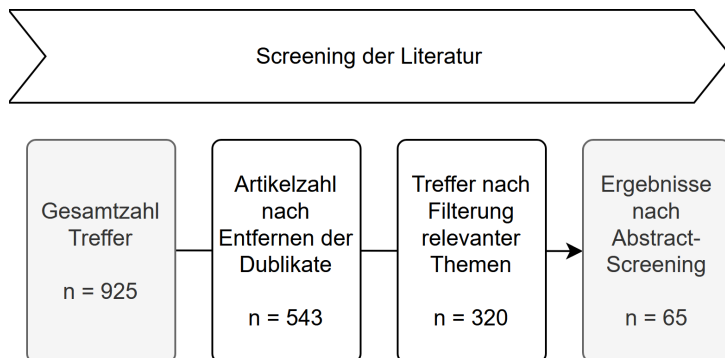 Screening der Literatur
Gesamtzahl
Treffer
n = 925
Artikelzahl
nach
Entfernen der
Dublikate
n = 543
Treffer nach
Filterung
relevanter
Themen
n = 320
Ergebnisse
nach
Abstract-
Screening
n = 65